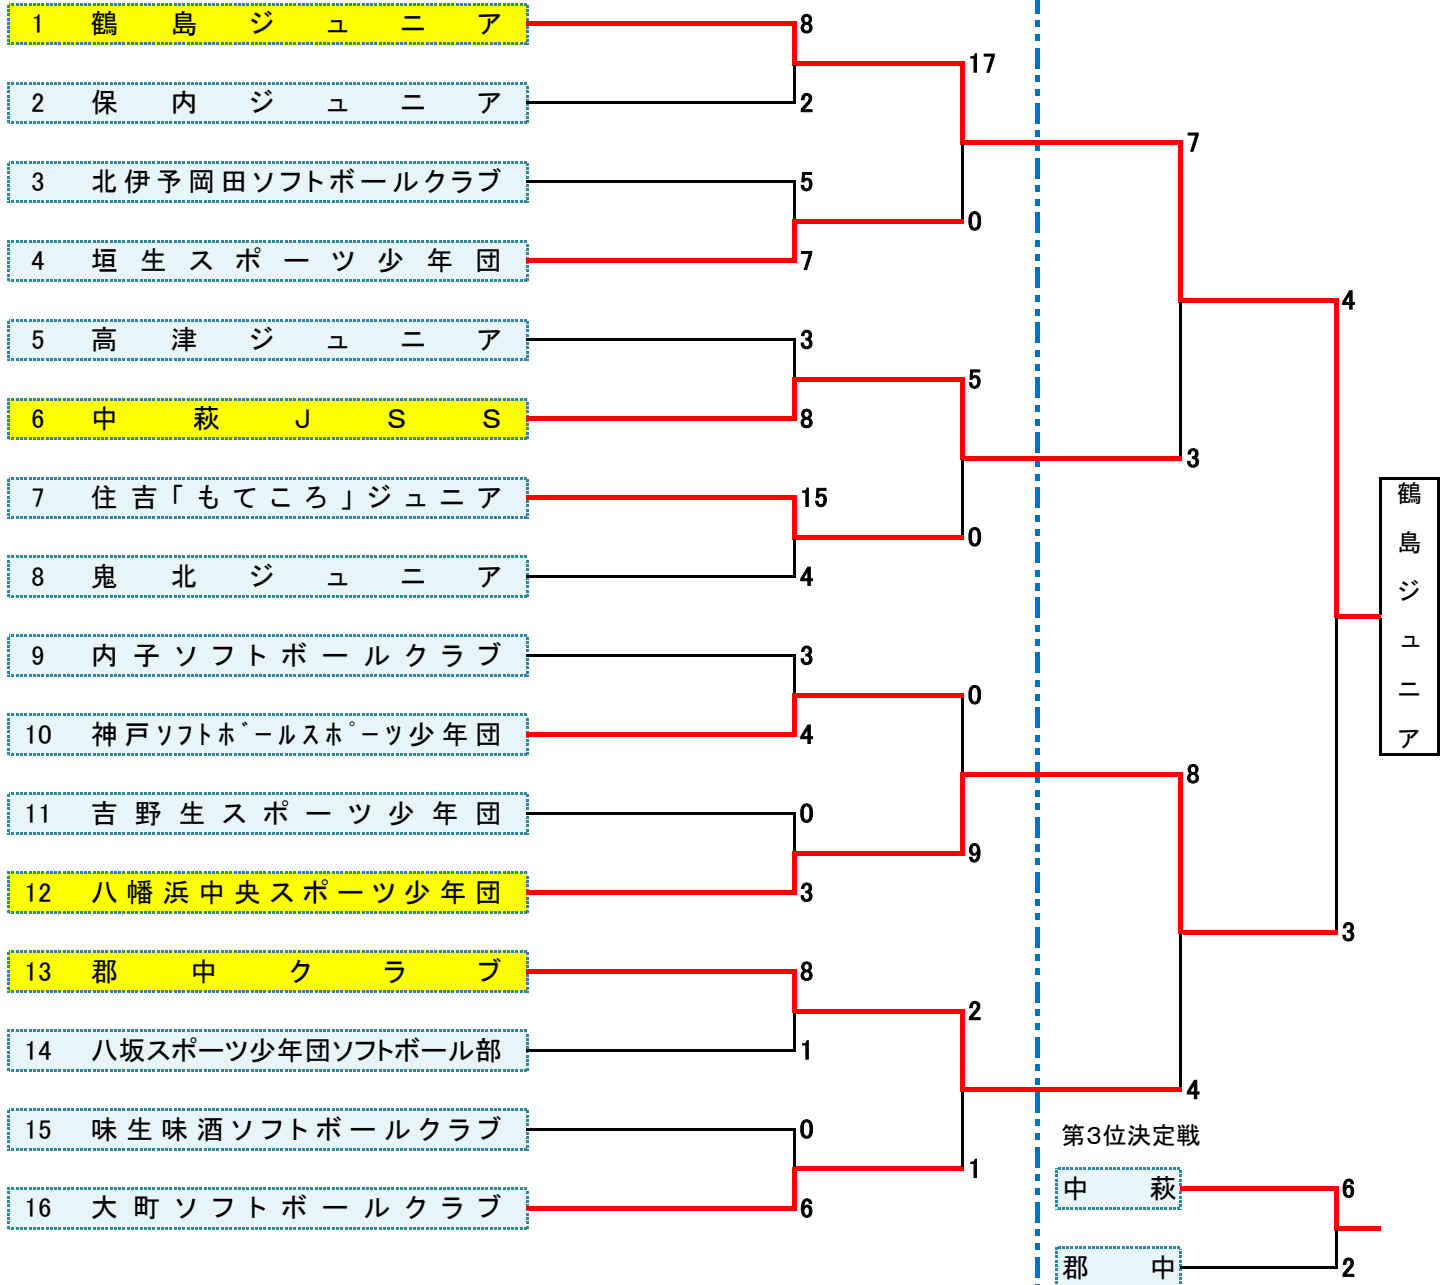 1 鶴島ジュニア 8
17
2 保内ジュニア 2
7
3 北伊予岡田ソフトボールクラブ 5
0
4 垣生スポーツ少年団 7
4
5 高津ジュニア 3
5
6 中萩JSS 8
3
7 住吉「もてころ」ジュニア 15
0
8 鬼北ジュニア 4
鶴島ジュニア
9 内子ソフトボールクラブ 3
0
10 神戸ソフトボールスポーツ少年団 4
8
11 吉野生スポーツ少年団 0
9
12 八幡浜中央スポーツ少年団 3
3
13 郡中クラブ 8
2
14 八坂スポーツ少年団ソフトボール部 1
4
15 味生味酒ソフトボールクラブ 0
1
16 大町ソフトボールクラブ 6
第3位決定戦
中萩 6
郡中 2